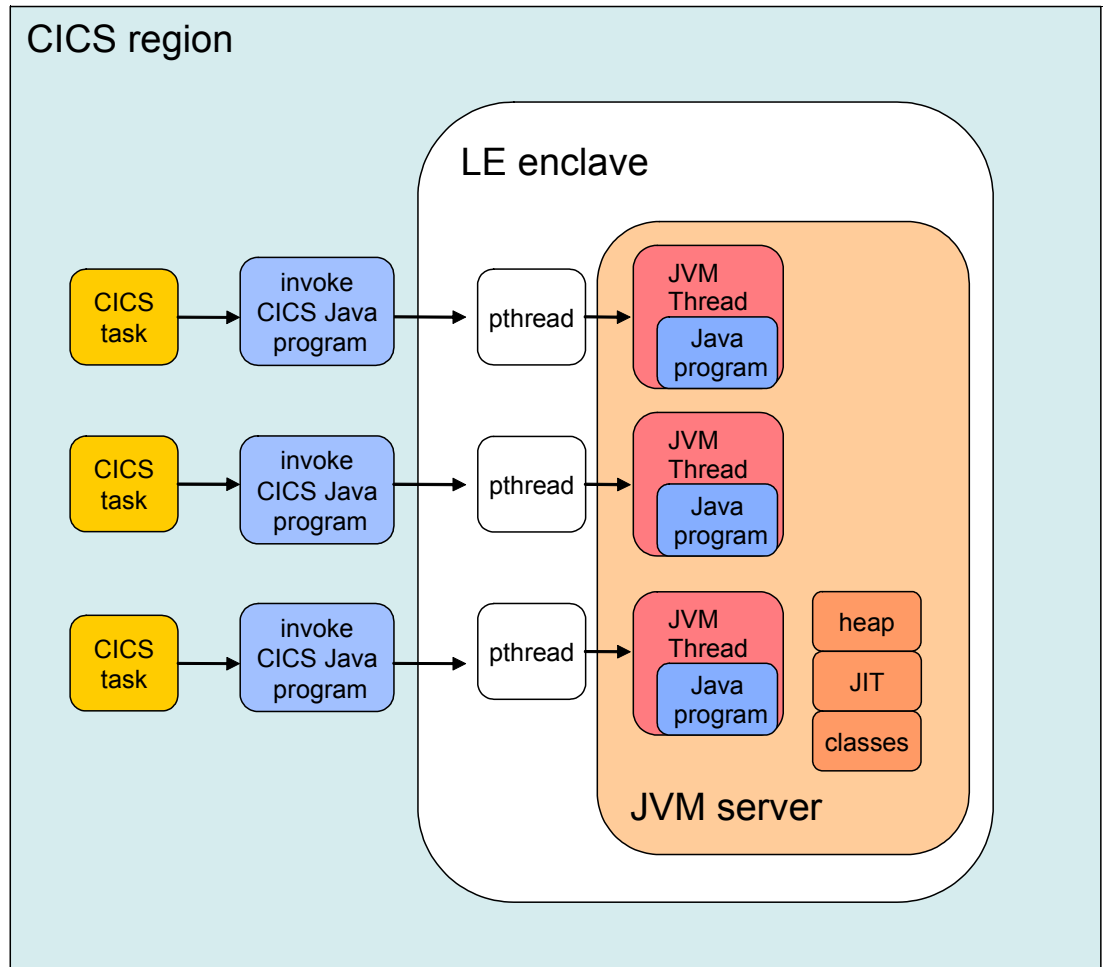 CICS region
LE enclave
CICS
task
invoke
CICS Java
program
pthread
JVM
Thread
Java
program
CICS
task
invoke
CICS Java
program
pthread
JVM
Thread
Java
program
CICS
task
invoke
CICS Java
program
pthread
JVM
Thread
Java
program
heap
JIT
classes
JVM server